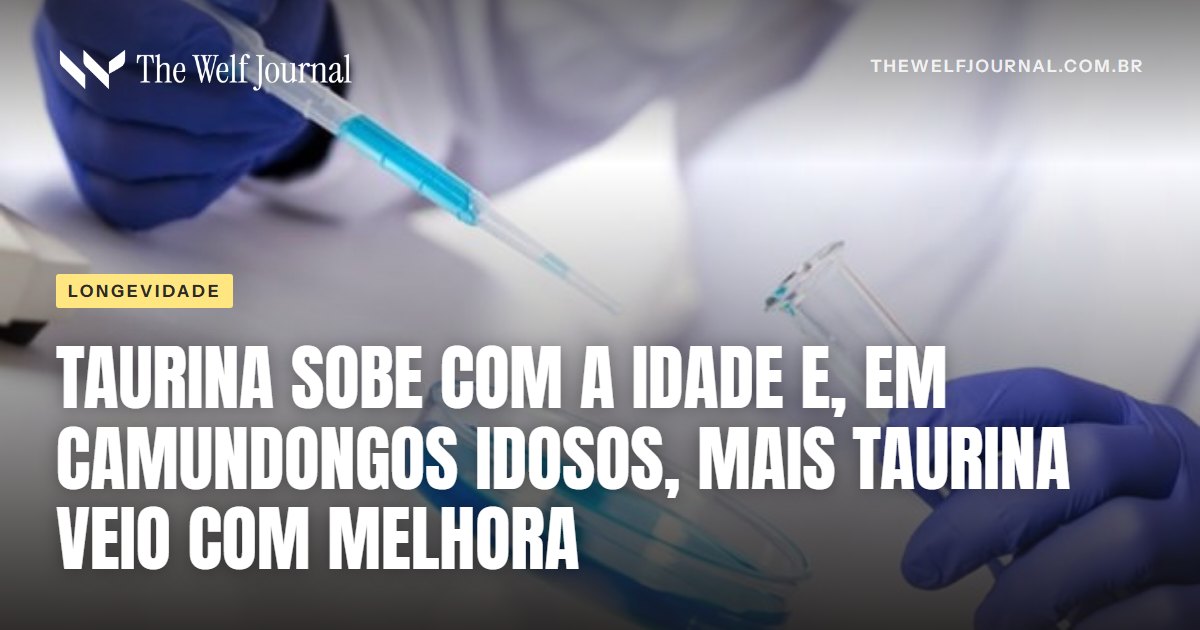 The Welf Journal
THEWELFJOURNAL.COM.BR
LONGEVIDADE
TAURINA SOBE COM A IDADE E, EM
CAMUNDONGOS IDOSOS, MAIS TAURINA
VEIO COM MELHORA